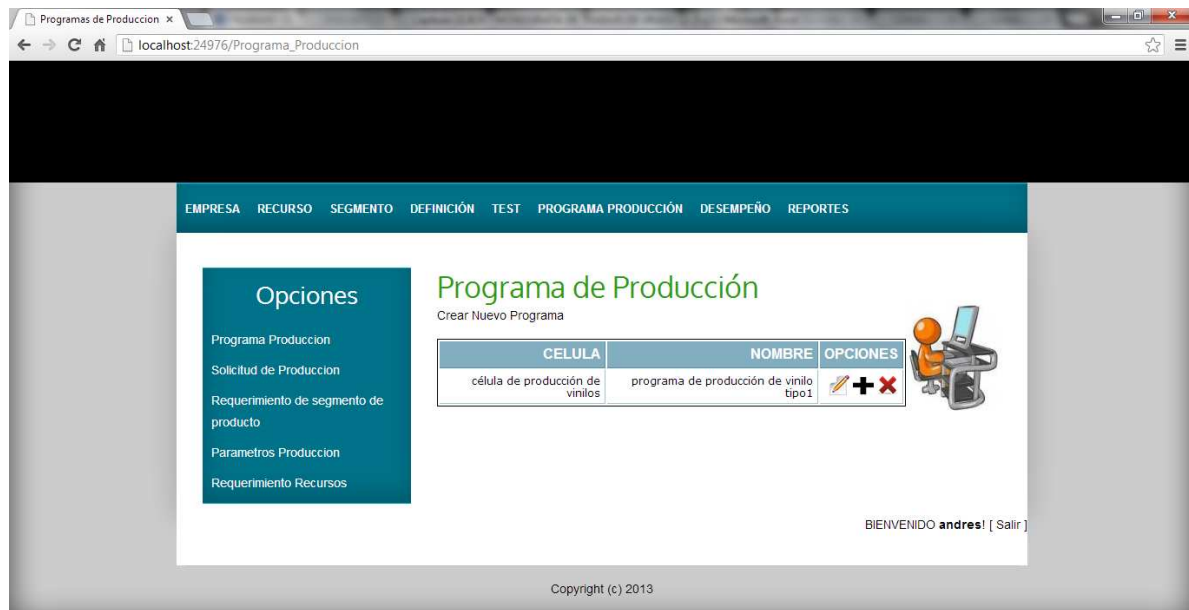 Programas de Produccion
localhost:24976/Programa_Produccion
EMPRESA RECURSO SEGMENTO DEFINICIÓN TEST PROGRAMA PRODUCCIÓN DESEMPEÑO REPORTES
Opciones
Programa Produccion
Solicitud de Produccion
Requerimiento de segmento de
producto
Parametros Produccion
Requerimiento Recursos
Programa de Producción
Crear Nuevo Programa
CELULA NOMBRE OPCIONES
célula de producción de programa de producción de vinilo
vinilos tipo1
BIENVENIDO andres! [ Salir ]
Copyright (c) 2013